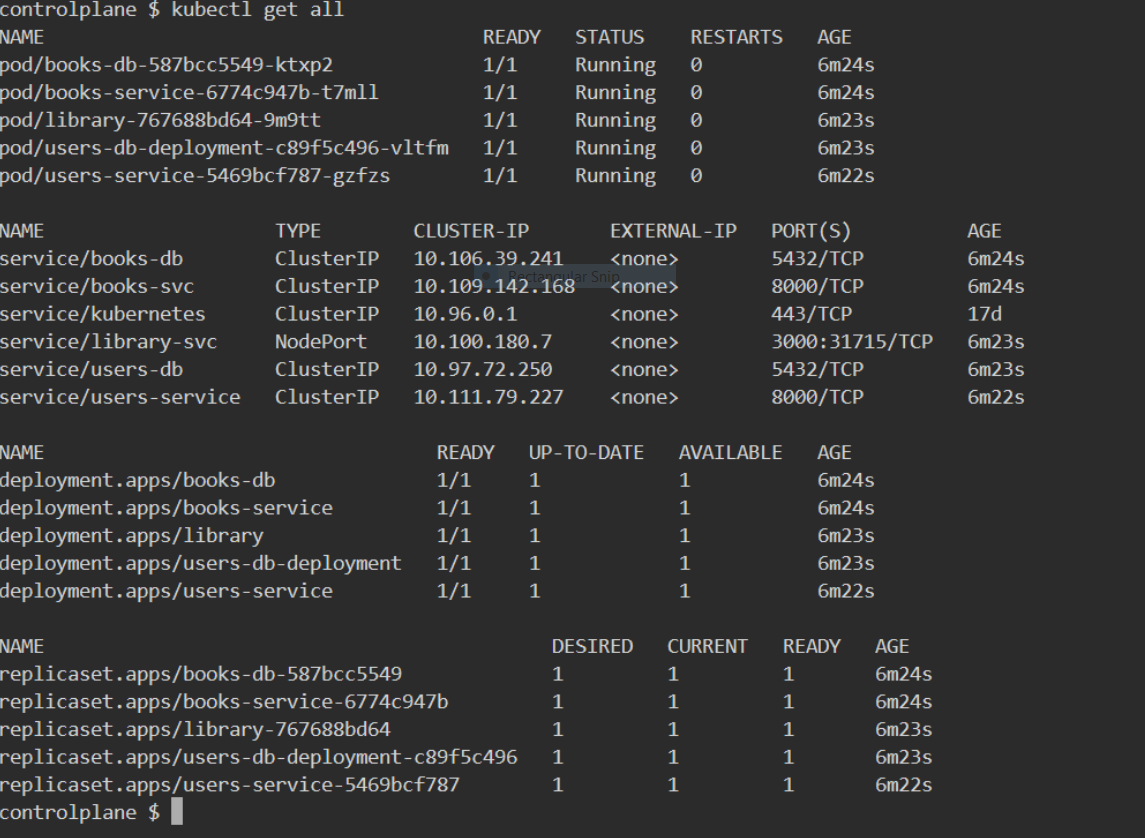 controlplane $ kubectl get all
NAME READY STATUS RESTARTS AGE
pod/books-db-587bcc5549-ktxp2 1/1 Running 0 6m24s
pod/books-service-6774c947b-t7mll 1/1 Running 0 6m24s
pod/library-767688bd64-9m9tt 1/1 Running 0 6m23s
pod/users-db-deployment-c89f5c496-vltfm 1/1 Running 0 6m23s
pod/users-service-5469bcf787-gzfzs 1/1 Running 0 6m22s
NAME TYPE CLUSTER-IP EXTERNAL-IP PORT(S) AGE
service/books-db ClusterIP 10.106.39.241 <none> 5432/TCP 6m24s
Rectangular Snip
service/books-svc ClusterIP 10.109.142.168 <none> 8000/TCP 6m24s
service/kubernetes ClusterIP 10.96.0.1 <none> 443/TCP 17d
service/library-svc NodePort 10.100.180.7 <none> 3000:31715/TCP 6m23s
service/users-db ClusterIP 10.97.72.250 <none> 5432/TCP 6m23s
service/users-service ClusterIP 10.111.79.227 <none> 8000/TCP 6m22s
NAME READY UP-TO-DATE AVAILABLE AGE
deployment.apps/books-db 1/1 1 1 6m24s
deployment.apps/books-service 1/1 1 1 6m24s
deployment.apps/library 1/1 1 1 6m23s
deployment.apps/users-db-deployment 1/1 1 1 6m23s
deployment.apps/users-service 1/1 1 1 6m22s
NAME DESIRED CURRENT READY AGE
replicaset.apps/books-db-587bcc5549 1 1 1 6m24s
replicaset.apps/books-service-6774c947b 1 1 1 6m24s
replicaset.apps/library-767688bd64 1 1 1 6m23s
replicaset.apps/users-db-deployment-c89f5c496 1 1 1 6m23s
replicaset.apps/users-service-5469bcf787 1 1 1 6m22s
controlplane $